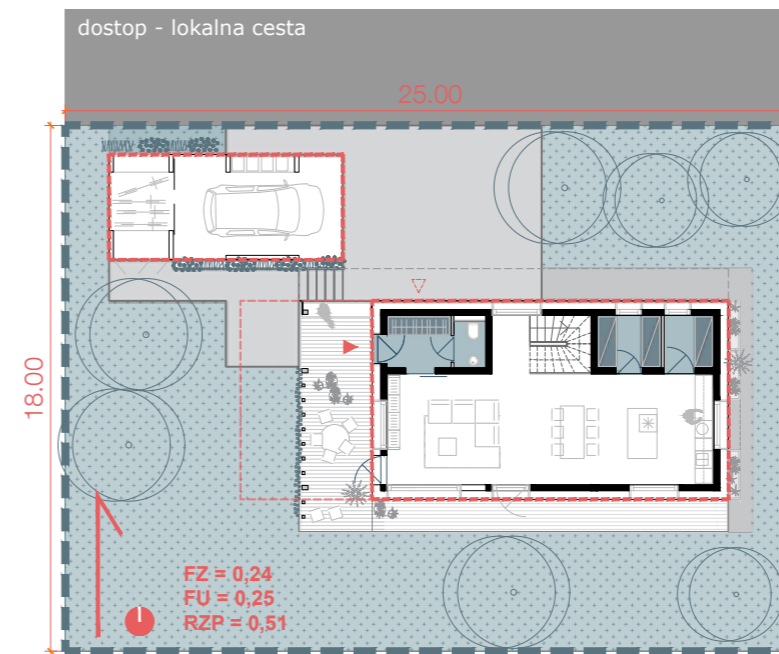 dostop - lokalna cesta
25.00
18.00
FZ = 0,24
FU = 0,25
RZP = 0,51